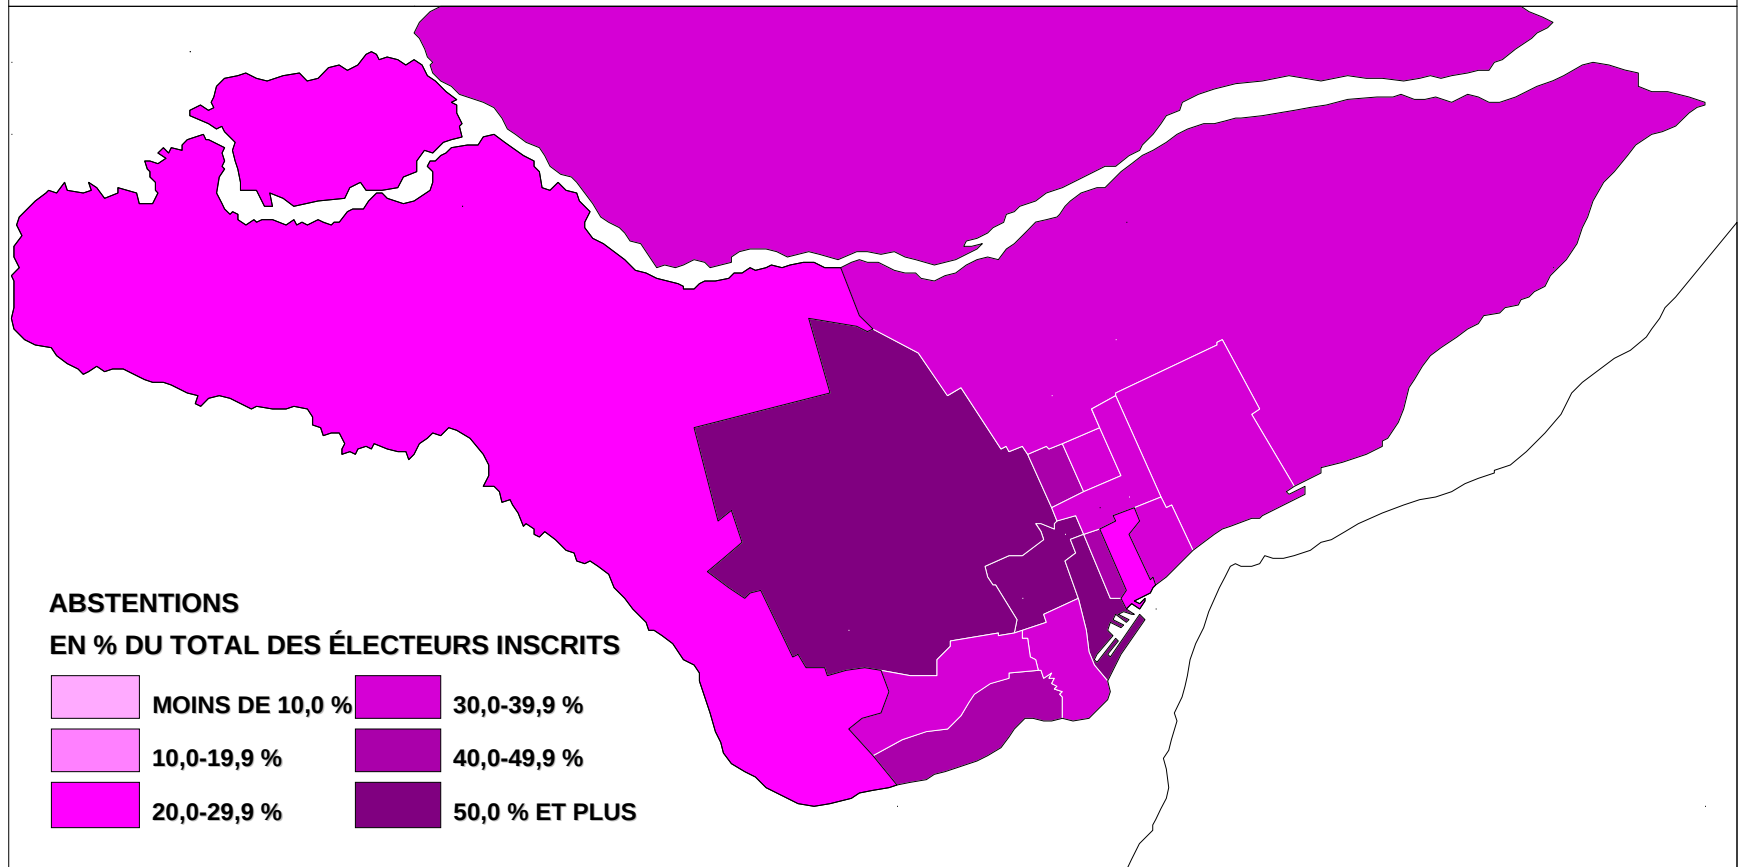 ABSTENTIONS
EN % DU TOTAL DES ÉLECTEURS INSCRITS
MOINS DE 10,0 %
10,0-19,9 %
20,0-29,9 %
30,0-39,9 %
40,0-49,9 %
50,0 % ET PLUS